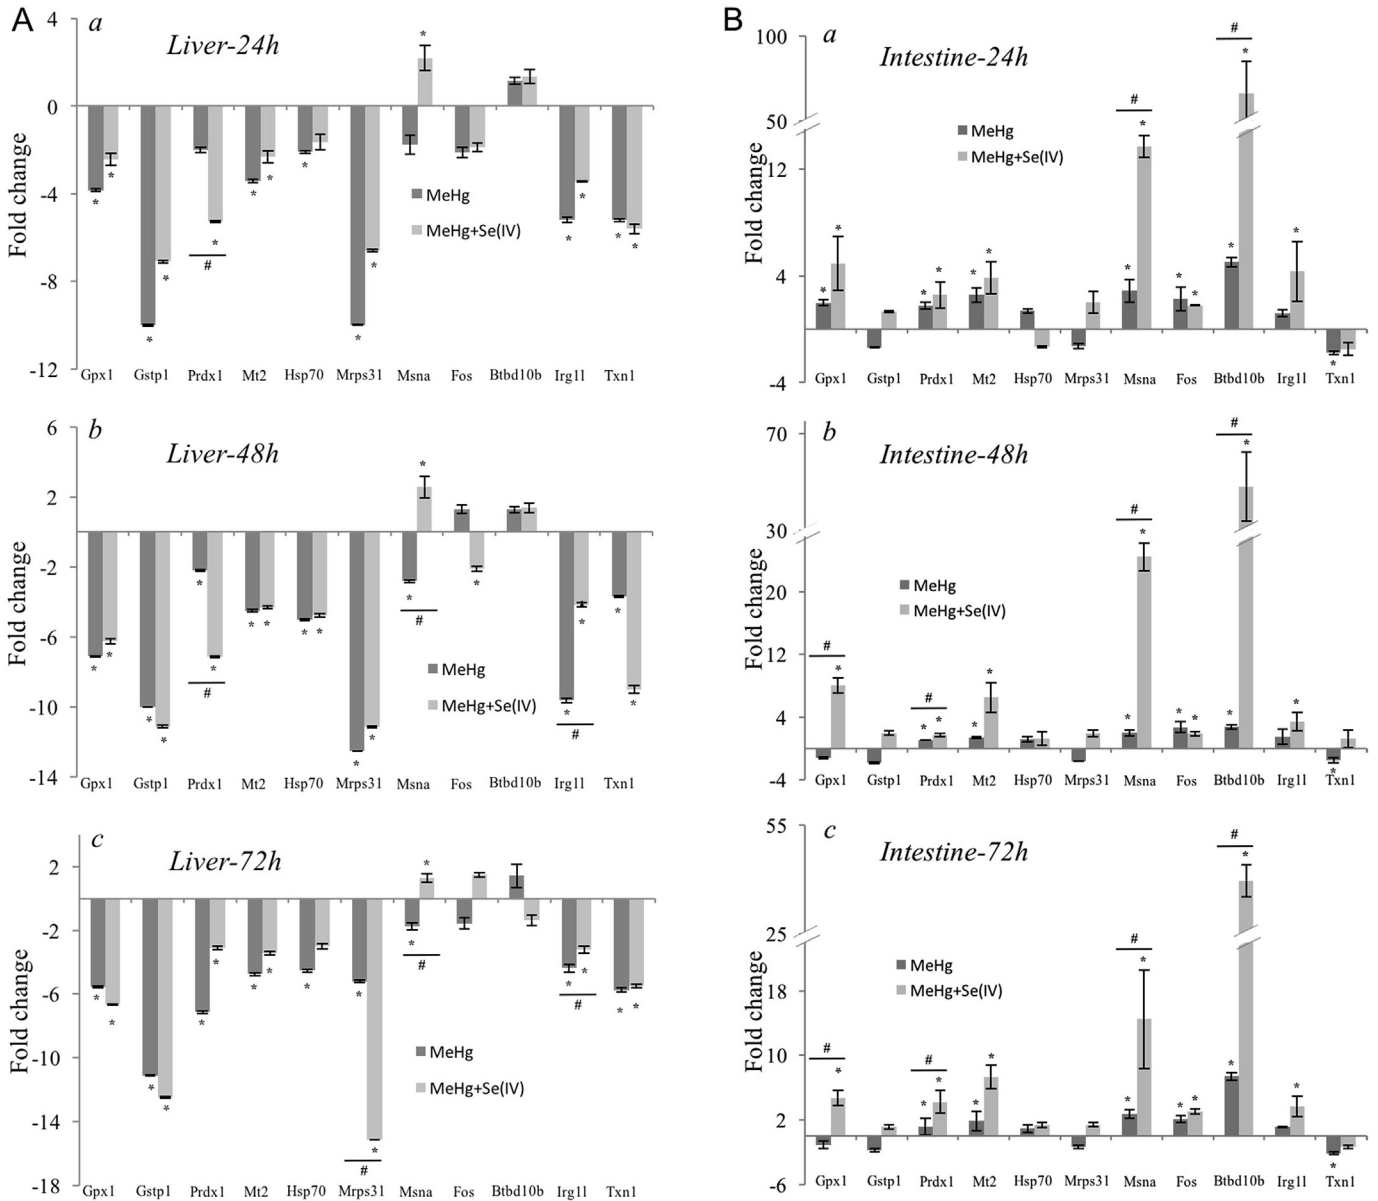 A
a
Liver-24h
4
0
-4
-8
-12
Fold change
*
* * * * * * * * * * * * *
*
#
MeHg
MeHg+Se(IV)
Gpx1 Gstp1 Prdx1 Mt2 Hsp70 Mrps31 Msna Fos Btbd10b Irg1l Txn1
b
Liver-48h
6
2
-2
-6
-10
-14
Fold change
*
* * * * * * * * * * * * * * * * * *
# # #
MeHg
MeHg+Se(IV)
Gpx1 Gstp1 Prdx1 Mt2 Hsp70 Mrps31 Msna Fos Btbd10b Irg1l Txn1
c
Liver-72h
2
-2
-6
-10
-14
-18
Fold change
*
* * * * * * * * * * * * * * * *
# # #
MeHg
MeHg+Se(IV)
Gpx1 Gstp1 Prdx1 Mt2 Hsp70 Mrps31 Msna Fos Btbd10b Irg1l Txn1
B
a
Intestine-24h
100
50
12
4
-4
Fold change
# #
* * * * * * * * * * * * * *
MeHg
MeHg+Se(IV)
Gpx1 Gstp1 Prdx1 Mt2 Hsp70 Mrps31 Msna Fos Btbd10b Irg1l Txn1
b
Intestine-48h
70
30
20
12
4
-4
Fold change
# # # #
* * * * * * * * * * * * * *
MeHg
MeHg+Se(IV)
Gpx1 Gstp1 Prdx1 Mt2 Hsp70 Mrps31 Msna Fos Btbd10b Irg1l Txn1
c
Intestine-72h
55
25
18
10
2
-6
Fold change
# # # #
* * * * * * * * * * * * *
MeHg
MeHg+Se(IV)
Gpx1 Gstp1 Prdx1 Mt2 Hsp70 Mrps31 Msna Fos Btbd10b Irg1l Txn1